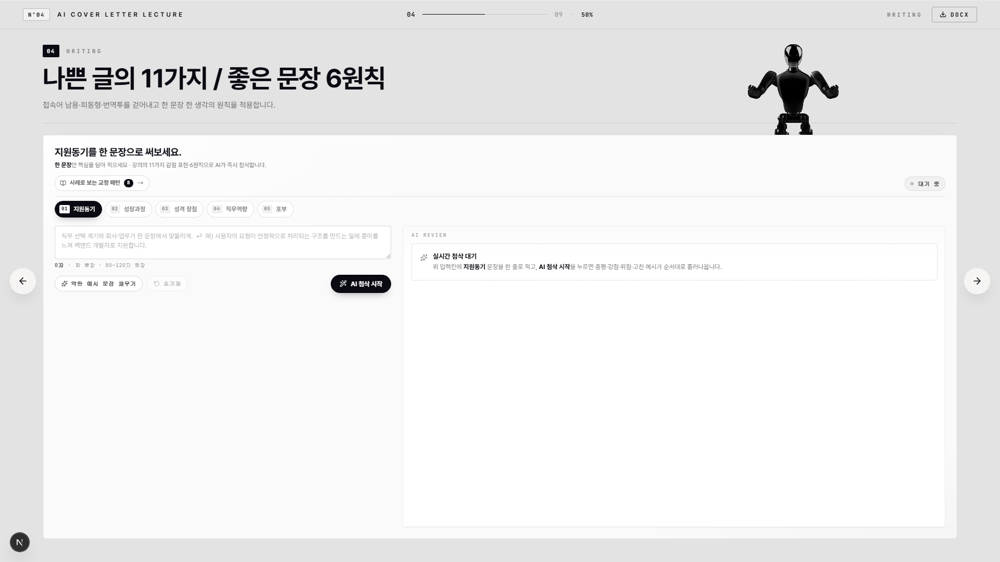 N°04 AI COVER LETTER LECTURE
04 09 · 50%
WRITING DOCX
04 WRITING
나쁜 글의 11가지 / 좋은 문장 6원칙
접속어 남용·피동형·번역투를 걷어내고 한 문장 한 생각의 원칙을 적용합니다.
지원동기를 한 문장으로 써보세요.
한 문장만 핵심을 담아 적으세요 · 강의의 11가지 감점 표현·6원칙으로 AI가 즉시 첨삭합니다.
사례로 보는 교정 패턴 8 →
대기 중
01 지원동기 02 성장과정 03 성격 장점 04 직무역량 05 포부
직무 선택 계기와 회사·업무가 한 문장에서 맞물리게. ⏎ 예) 사용자의 요청이 안정적으로 처리되는 구조를 만드는 일에 흥미를
느껴 백엔드 개발자로 지원합니다.
0자 · 한 문장 · 80~120자 권장
약한 예시 문장 채우기 초기화 AI 첨삭 시작
AI REVIEW
실시간 첨삭 대기
위 입력칸에 지원동기 문장을 한 줄로 적고, AI 첨삭 시작을 누르면 총평·강점·위험·고친 예시가 순서대로 흘러나옵니다.
N